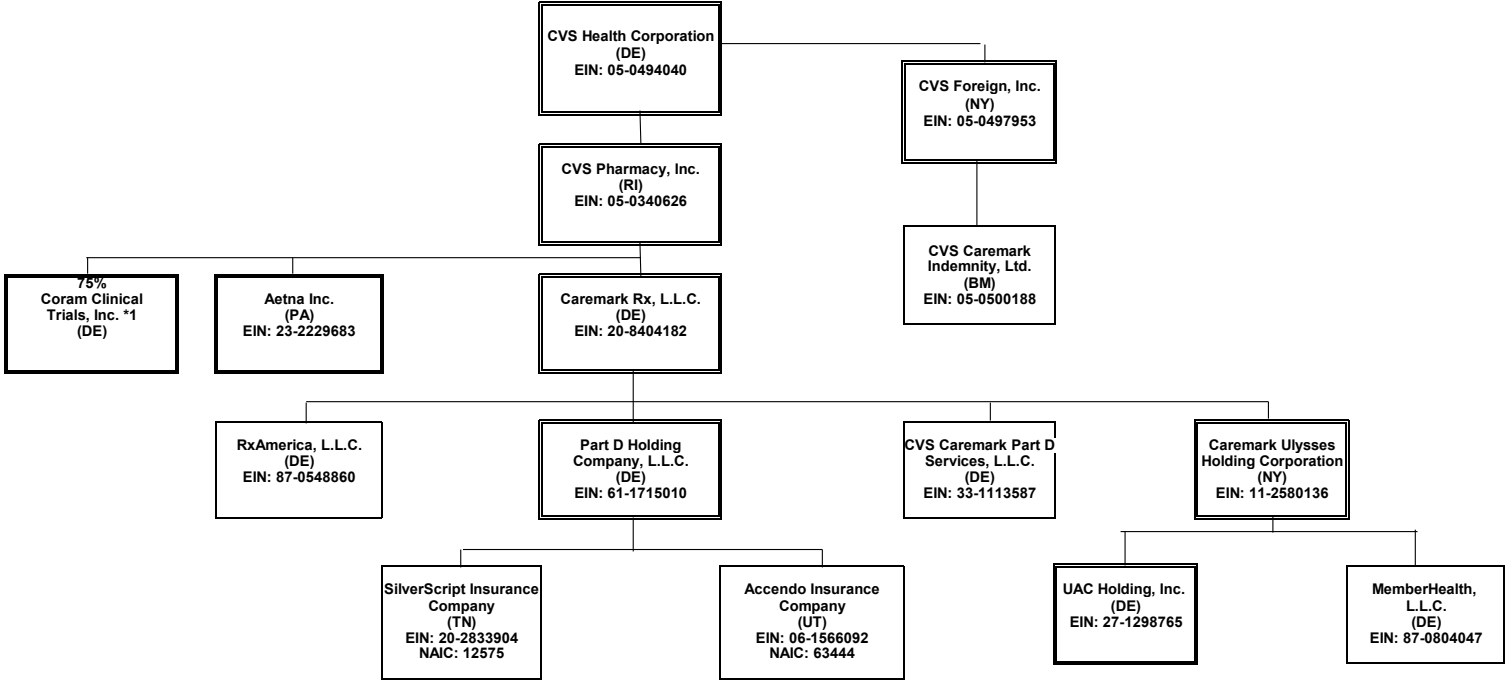 CVS Health Corporation
(DE)
EIN: 05-0494040
CVS Foreign, Inc.
(NY)
EIN: 05-0497953
CVS Pharmacy, Inc.
(RI)
EIN: 05-0340626
CVS Caremark
Indemnity, Ltd.
(BM)
EIN: 05-0500188
75%
Coram Clinical
Trials, Inc. *1
(DE)
Aetna Inc.
(PA)
EIN: 23-2229683
Caremark Rx, L.L.C.
(DE)
EIN: 20-8404182
RxAmerica, L.L.C.
(DE)
EIN: 87-0548860
Part D Holding
Company, L.L.C.
(DE)
EIN: 61-1715010
CVS Caremark Part D
Services, L.L.C.
(DE)
EIN: 33-1113587
Caremark Ulysses
Holding Corporation
(NY)
EIN: 11-2580136
SilverScript Insurance
Company
(TN)
EIN: 20-2833904
NAIC: 12575
Accendo Insurance
Company
(UT)
EIN: 06-1566092
NAIC: 63444
UAC Holding, Inc.
(DE)
EIN: 27-1298765
MemberHealth,
L.L.C.
(DE)
EIN: 87-0804047